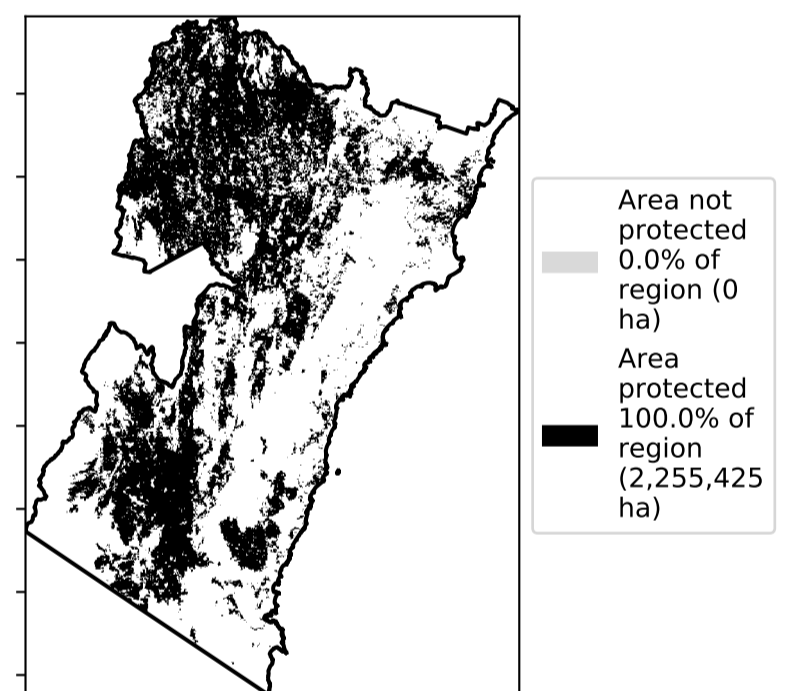 Area not
protected
0.0% of
region (0
ha)
Area
protected
100.0% of
region
(2,255,425
ha)